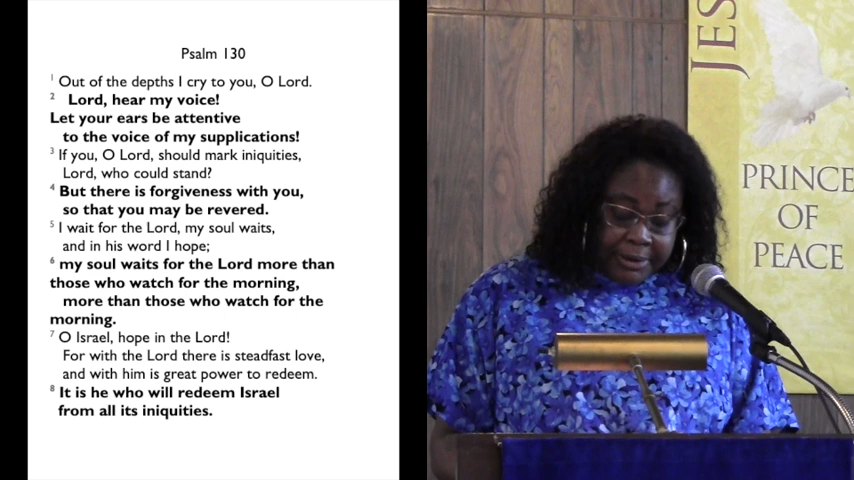 Psalm 130
1 Out of the depths I cry to you, O Lord.
2 Lord, hear my voice!
Let your ears be attentive
to the voice of my supplications!
3 If you, O Lord, should mark iniquities,
Lord, who could stand?
4 But there is forgiveness with you,
so that you may be revered.
5 I wait for the Lord, my soul waits,
and in his word I hope;
6 my soul waits for the Lord more than
those who watch for the morning,
more than those who watch for the
morning.
7 O Israel, hope in the Lord!
For with the Lord there is steadfast love,
and with him is great power to redeem.
8 It is he who will redeem Israel
from all its iniquities.
JES
PRINCE
OF
PEACE